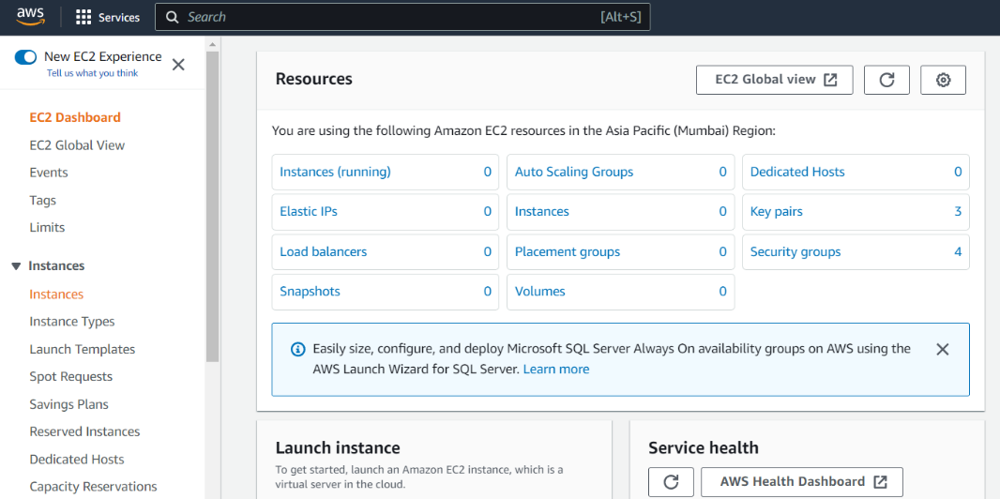 aws
Services
Search
[Alt+S]
New EC2 Experience
Tell us what you think
EC2 Dashboard
EC2 Global View
Events
Tags
Limits
Instances
Instances
Instance Types
Launch Templates
Spot Requests
Savings Plans
Reserved Instances
Dedicated Hosts
Capacity Reservations
Resources
EC2 Global view
You are using the following Amazon EC2 resources in the Asia Pacific (Mumbai) Region:
Instances (running) 0
Auto Scaling Groups 0
Dedicated Hosts 0
Elastic IPs 0
Instances 0
Key pairs 3
Load balancers 0
Placement groups 0
Security groups 4
Snapshots 0
Volumes 0
Easily size, configure, and deploy Microsoft SQL Server Always On availability groups on AWS using the
AWS Launch Wizard for SQL Server. Learn more
Launch instance
To get started, launch an Amazon EC2 instance, which is a
virtual server in the cloud.
Service health
AWS Health Dashboard